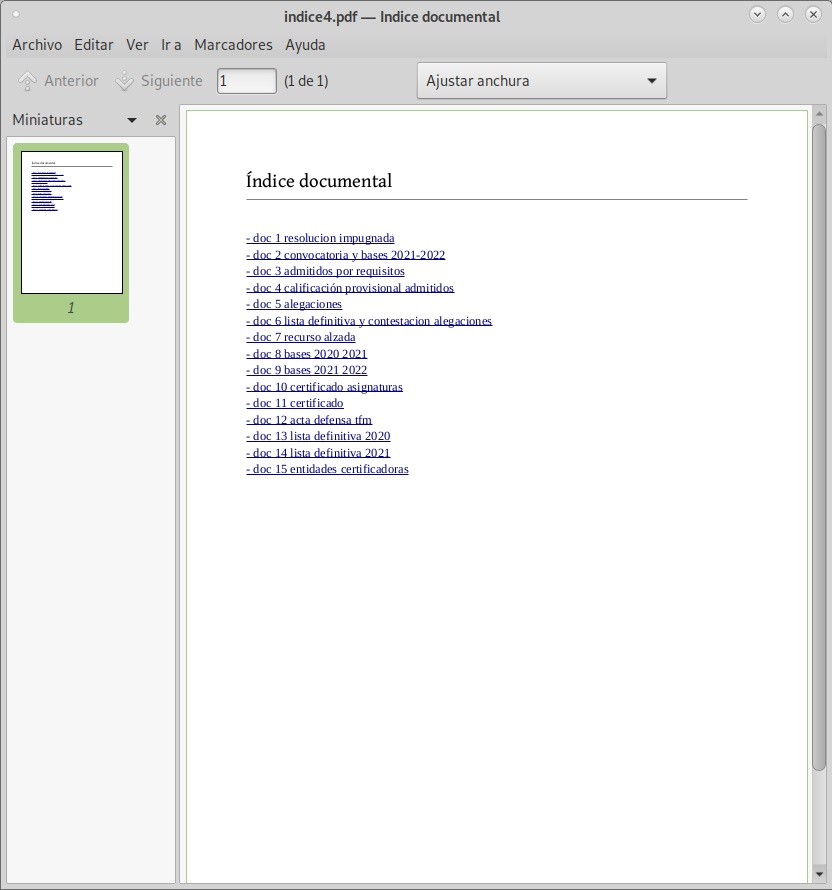 indice4.pdf — Indice documental
Archivo Editar Ver Ir a Marcadores Ayuda
Anterior Siguiente 1 (1 de 1) Ajustar anchura
Miniaturas
1
Índice documental
- doc 1 resolucion impugnada
- doc 2 convocatoria y bases 2021-2022
- doc 3 admitidos por requisitos
- doc 4 calificación provisional admitidos
- doc 5 alegaciones
- doc 6 lista definitiva y contestacion alegaciones
- doc 7 recurso alzada
- doc 8 bases 2020 2021
- doc 9 bases 2021 2022
- doc 10 certificado asignaturas
- doc 11 certificado
- doc 12 acta defensa tfm
- doc 13 lista definitiva 2020
- doc 14 lista definitiva 2021
- doc 15 entidades certificadoras